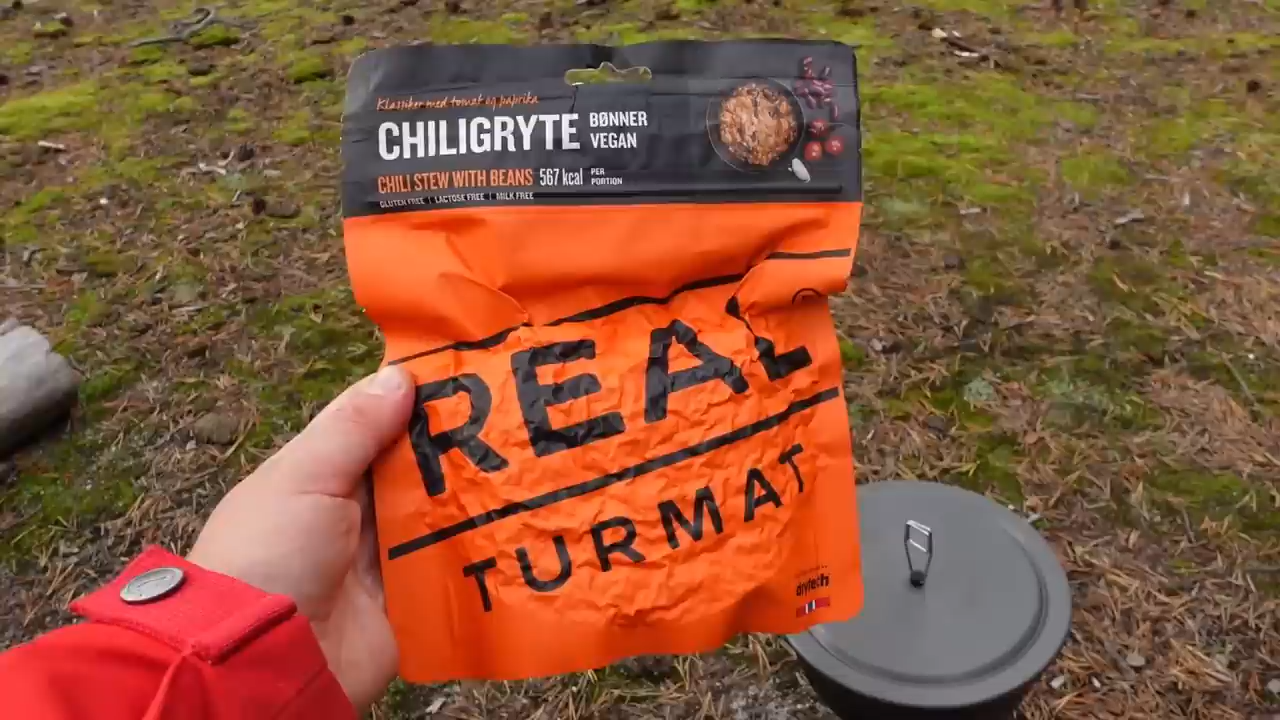 Klassiker med tomat og paprika
CHILIGRYTE BØNNER VEGAN
CHILI STEW WITH BEANS 567 kcal PER PORTION
GLUTEN FREE | LACTOSE FREE | MILK FREE
REAL
TURMAT
drytech